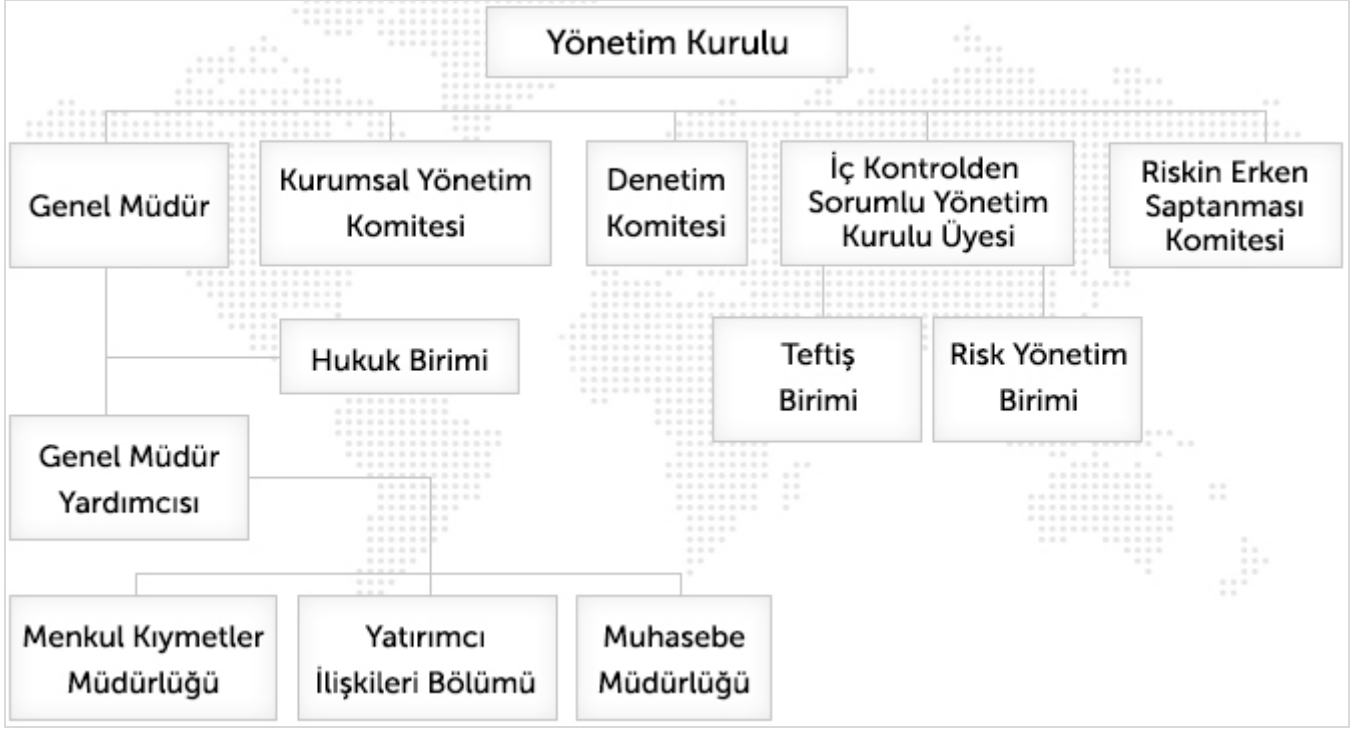 Yönetim Kurulu
Genel Müdür
Kurumsal Yönetim
Komitesi
Denetim
Komitesi
İç Kontrolden
Sorumlu Yönetim
Kurulu Üyesi
Riskin Erken
Saptanması
Komitesi
Hukuk Birimi
Teftiş
Birimi
Risk Yönetim
Birimi
Genel Müdür
Yardımcısı
Menkul Kıymetler
Müdürlüğü
Yatırımcı
İlişkileri Bölümü
Muhasebe
Müdürlüğü